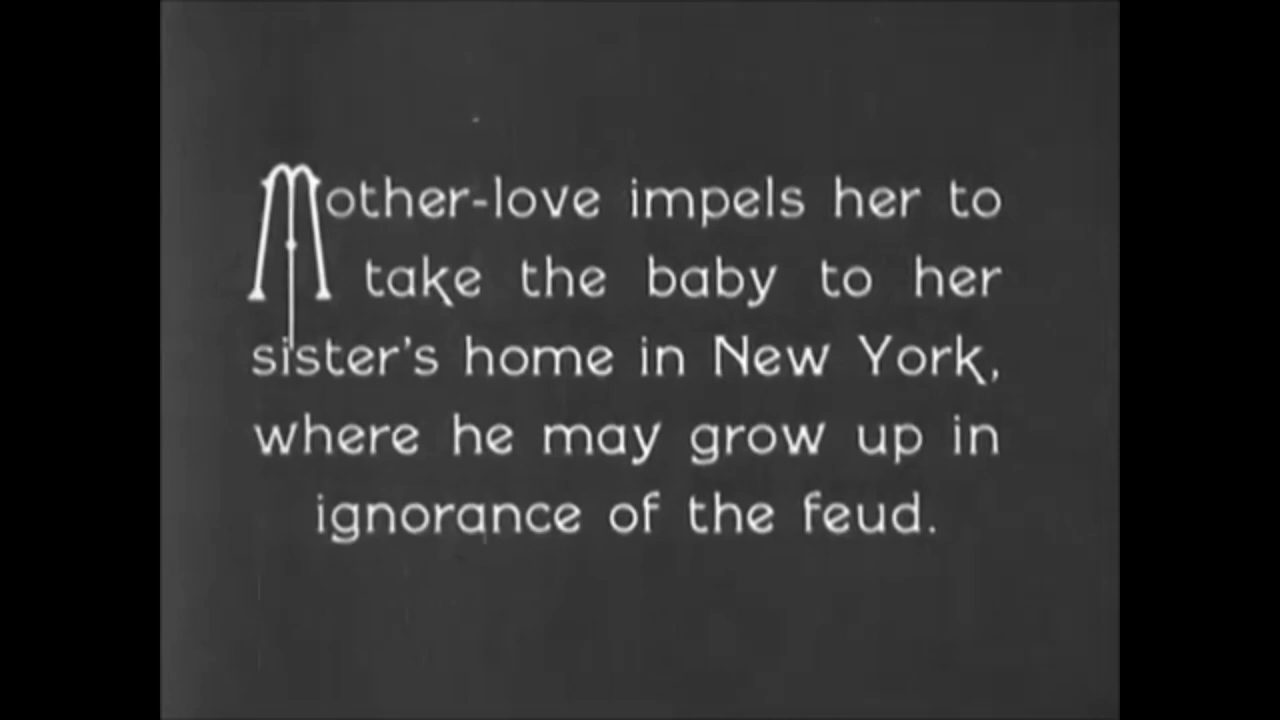 Mother-love impels her to
take the baby to her
sister's home in New York,
where he may grow up in
ignorance of the feud.